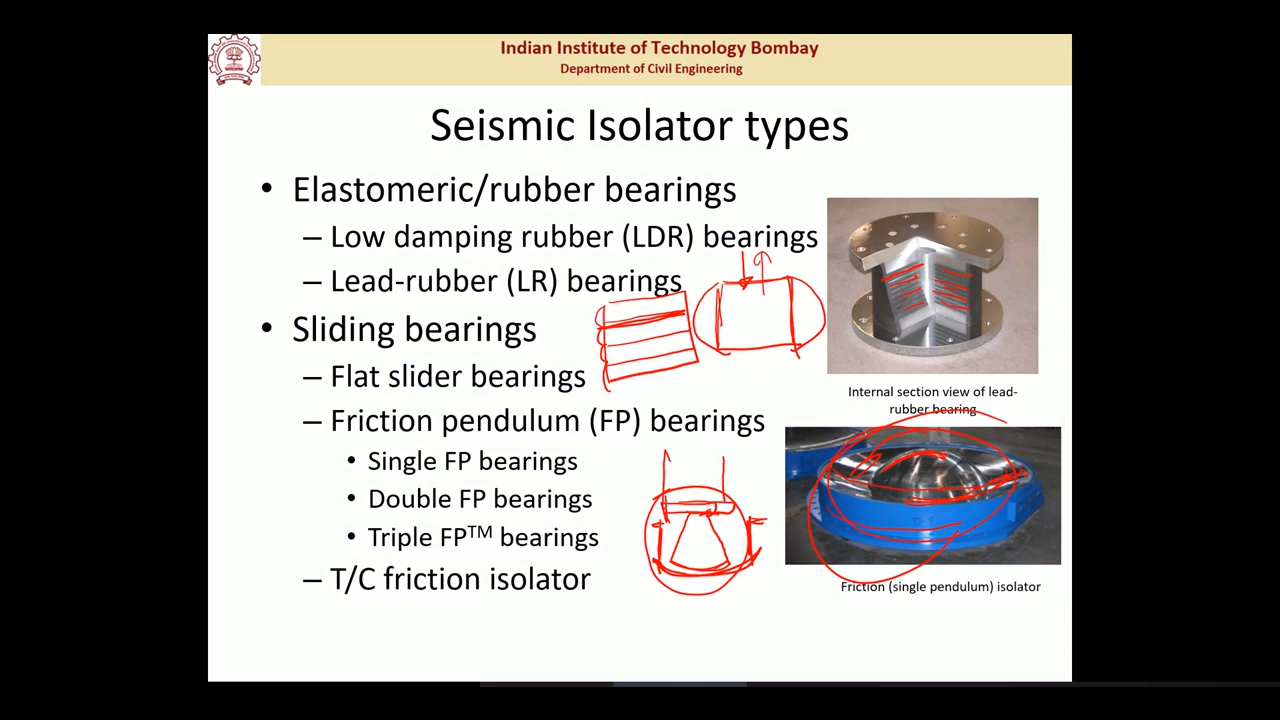 Indian Institute of Technology Bombay
Department of Civil Engineering
Seismic Isolator types
• Elastomeric/rubber bearings
– Low damping rubber (LDR) bearings
– Lead-rubber (LR) bearings
• Sliding bearings
– Flat slider bearings
– Friction pendulum (FP) bearings
• Single FP bearings
• Double FP bearings
• Triple FP™ bearings
– T/C friction isolator
Internal section view of lead-
rubber bearing
Friction (single pendulum) isolator